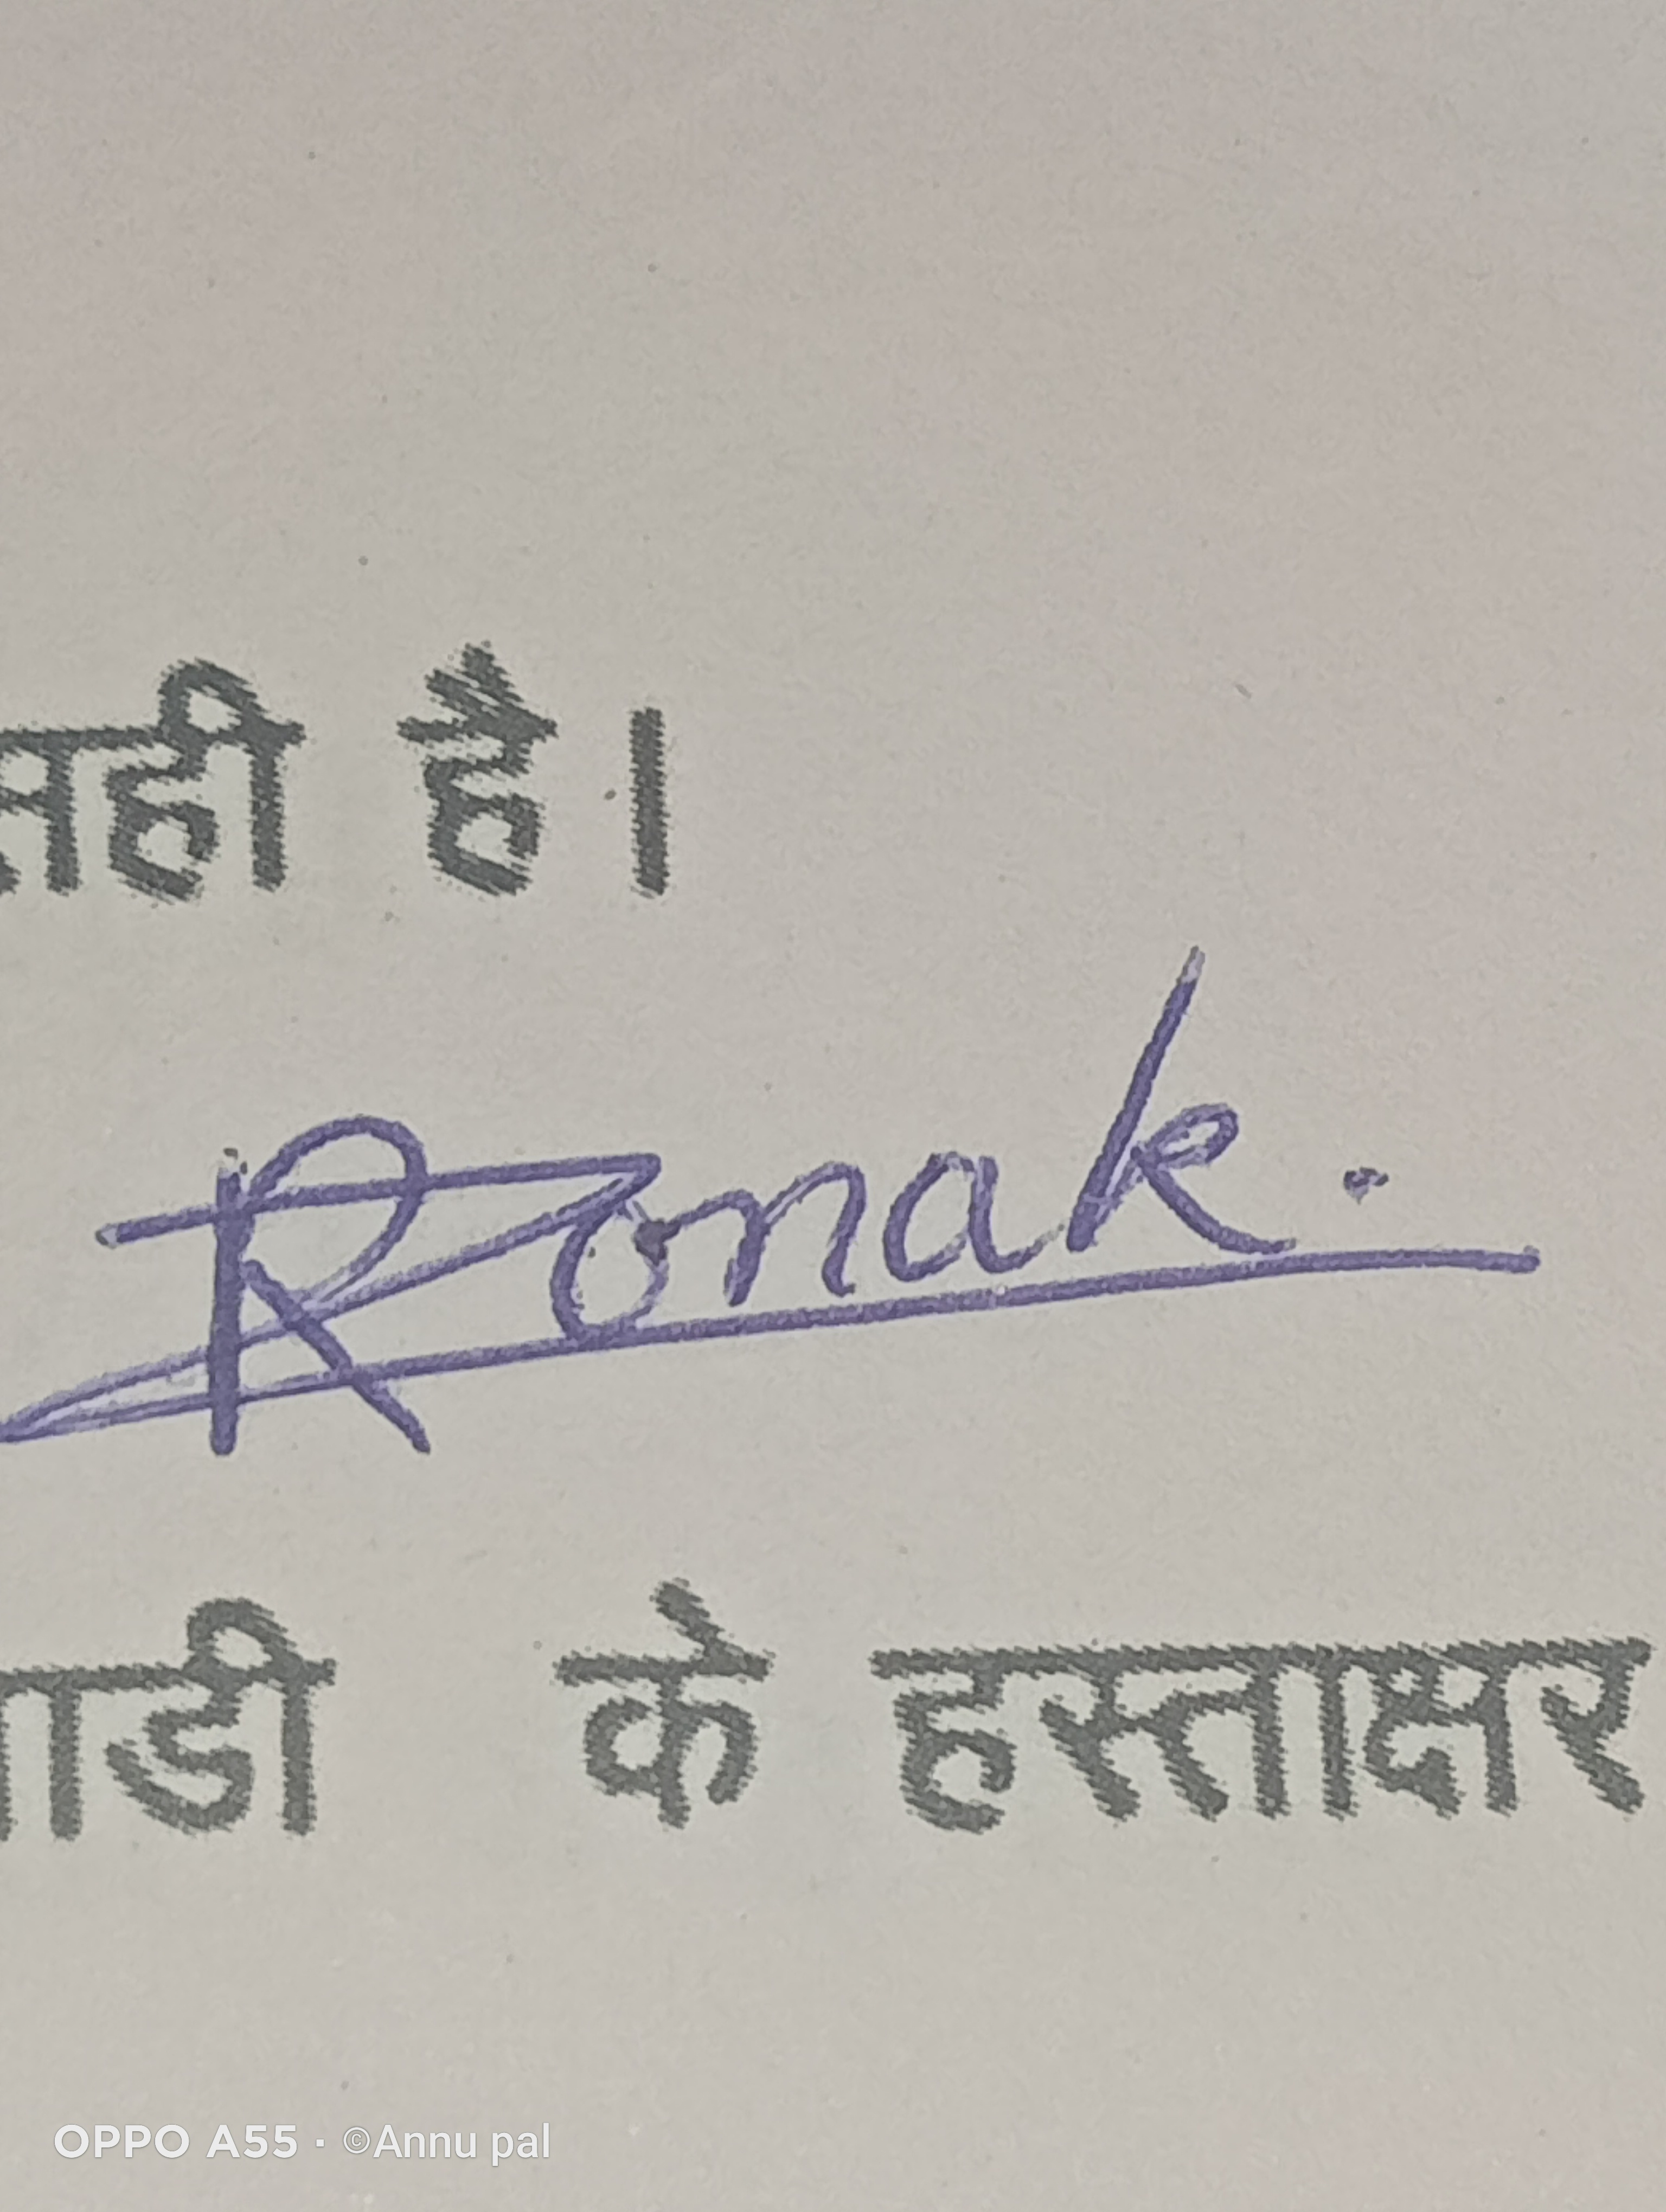 सही है।
Ronak.
के हस्ताक्षर
OPPO A55 · ©Annu pal